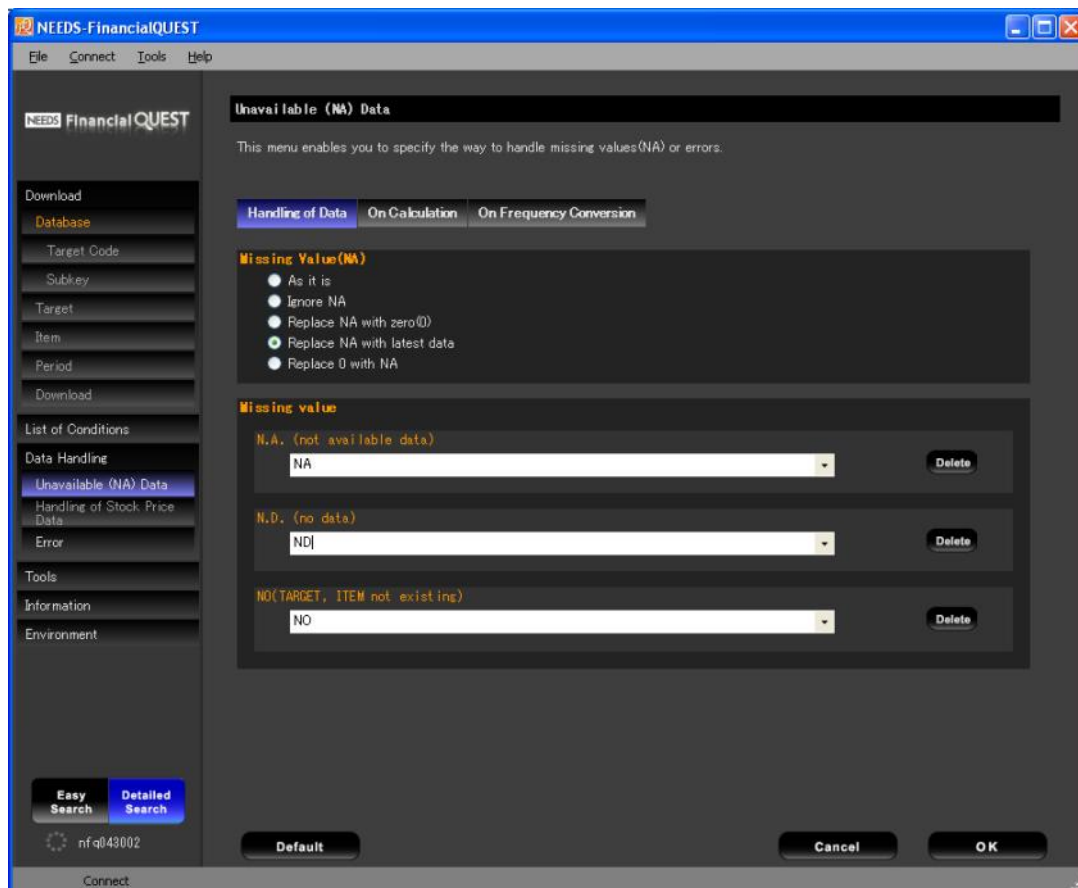 NEEDS-FinancialQUEST
File Connect Tools Help
NEEDS Financial QUEST
Unavailable (NA) Data
This menu enables you to specify the way to handle missing values(NA) or errors.
Download
Database
Target Code
Subkey
Target
Item
Period
Download
List of Conditions
Data Handling
Unavailable (NA) Data
Handling of Stock Price
Data
Error
Tools
Information
Environment
Handling of Data On Calculation On Frequency Conversion
Missing Value(NA)
As it is
Ignore NA
Replace NA with zero(0)
Replace NA with latest data
Replace 0 with NA
Missing value
N.A. (not available data)
NA Delete
N.D. (no data)
ND Delete
NO(TARGET, ITEM not existing)
NO Delete
Easy Search
Detailed Search
nfq043002
Default Cancel OK
Connect